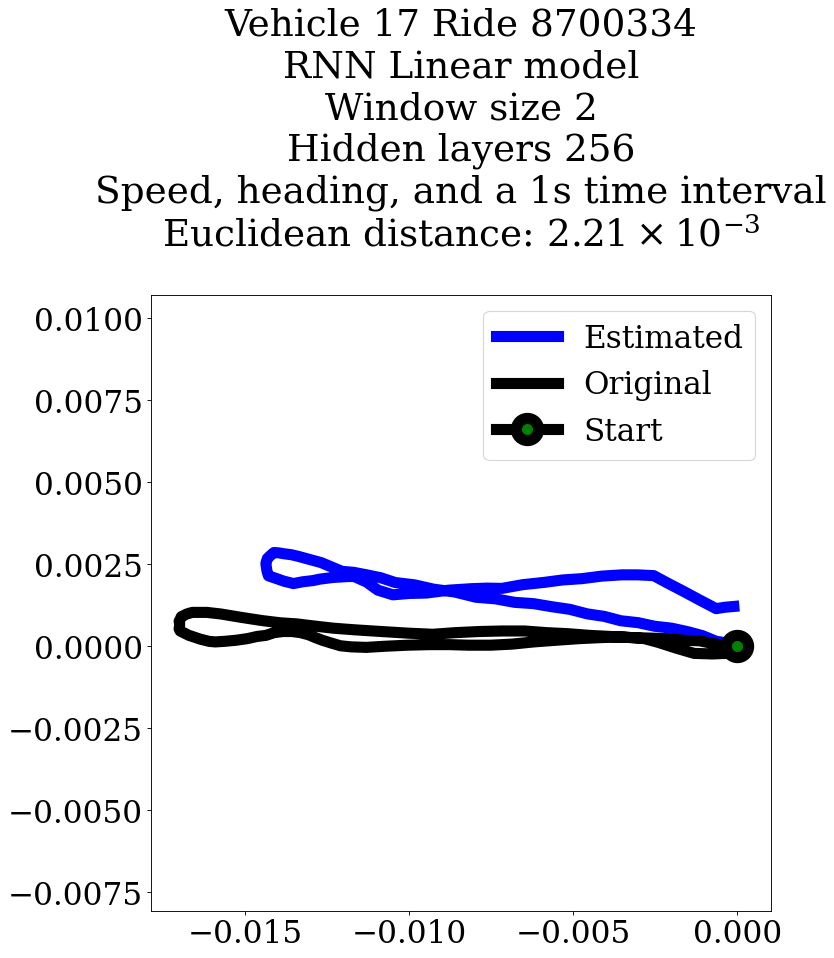 Vehicle 17 Ride 8700334
RNN Linear model
Window size 2
Hidden layers 256
Speed, heading, and a 1s time interval
Euclidean distance: 2.21 × 10⁻³
0.0100
0.0075
0.0050
0.0025
0.0000
−0.0025
−0.0050
−0.0075
Estimated
Original
Start
−0.015 −0.010 −0.005 0.000